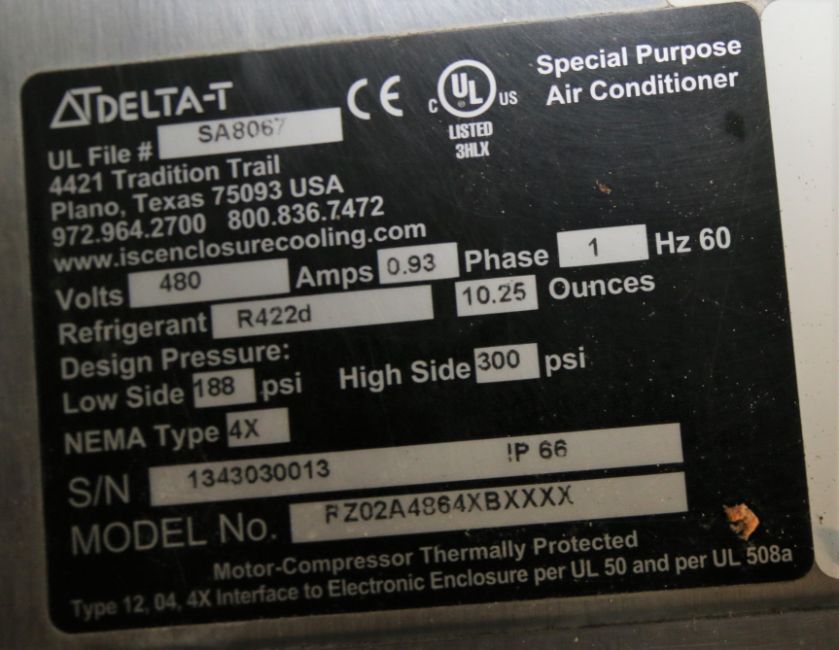 ΔT DELTA-T
CE
C UL US
LISTED
3HLX
Special Purpose
Air Conditioner
UL File # SA8067
4421 Tradition Trail
Plano, Texas 75093 USA
972.964.2700 800.836.7472
www.iscenclosurecooling.com
Volts 480 Amps 0.93 Phase 1 Hz 60
Refrigerant R422d 10.25 Ounces
Design Pressure:
Low Side 188 psi High Side 300 psi
NEMA Type 4X
S/N 1343030013 IP 66
MODEL No. RZ02A4864XBXXXX
Motor-Compressor Thermally Protected
Type 12, 04, 4X Interface to Electronic Enclosure per UL 50 and per UL 508a